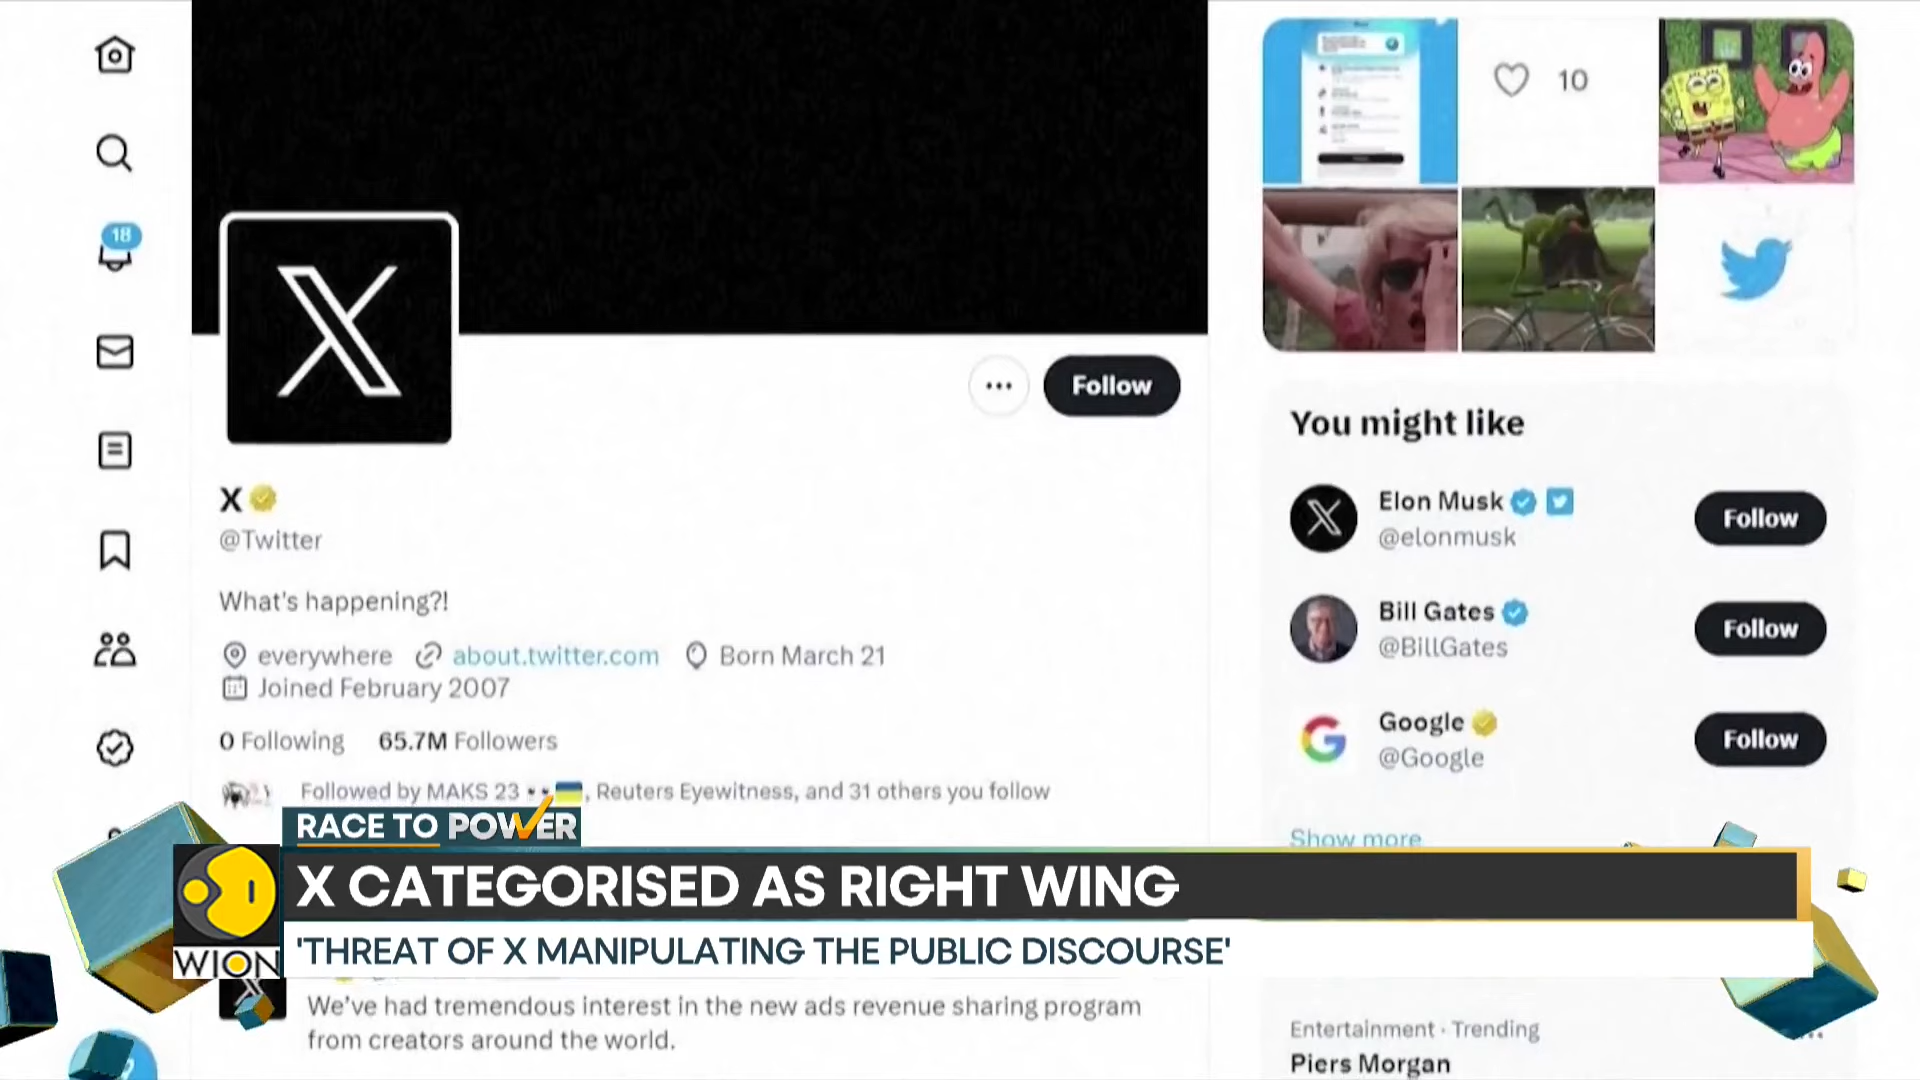 18
X
@Twitter
What's happening?!
everywhere about.twitter.com Born March 21
Joined February 2007
0 Following 65.7M Followers
Followed by MAKS 23, Reuters Eyewitness, and 31 others you follow
Follow
10
You might like
Elon Musk
@elonmusk
Follow
Bill Gates
@BillGates
Follow
Google
@Google
Follow
Show more
RACE TO POWER
X CATEGORISED AS RIGHT WING
'THREAT OF X MANIPULATING THE PUBLIC DISCOURSE'
WION
We've had tremendous interest in the new ads revenue sharing program
from creators around the world.
Entertainment · Trending
Piers Morgan